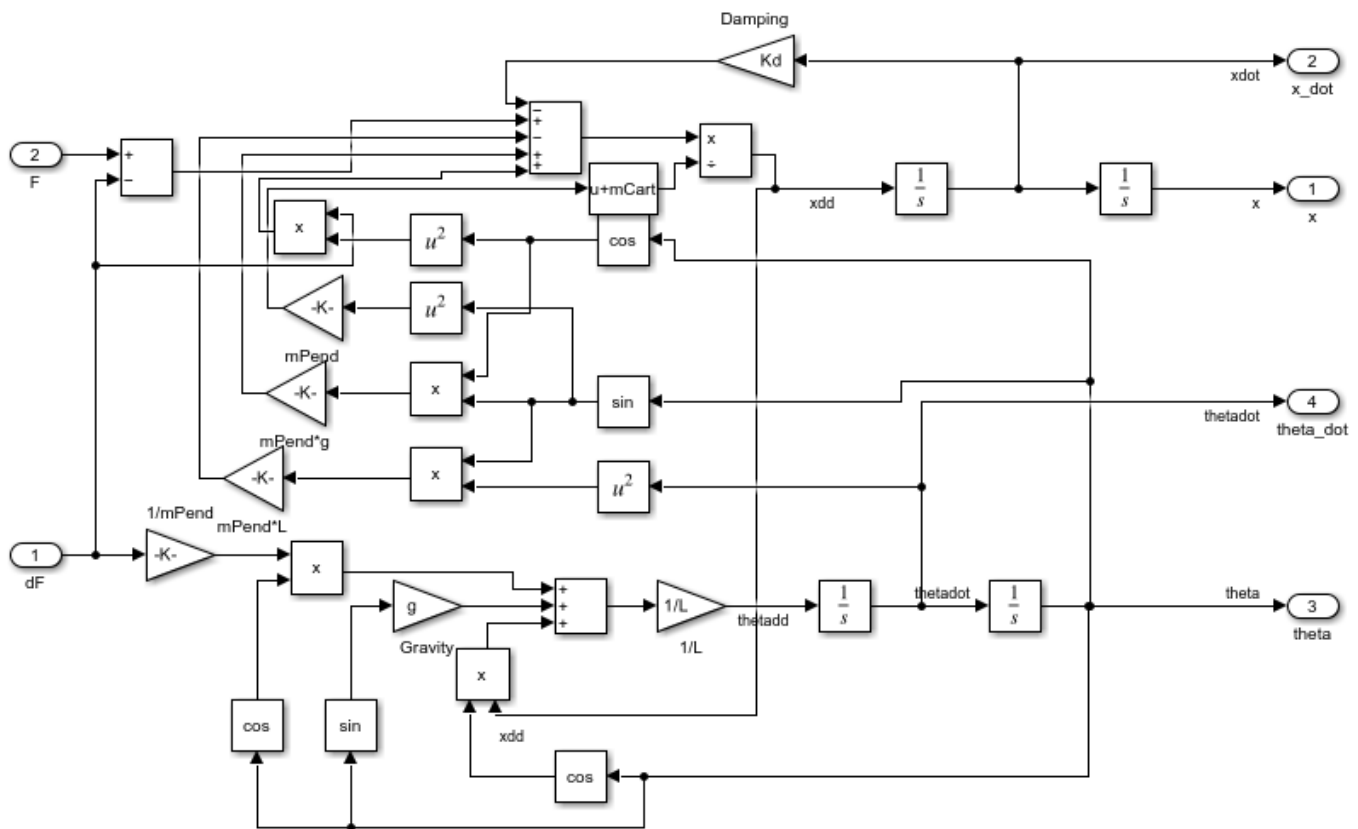 Damping
Kd
xdot
2
x_dot
2
F
+
−
−
+
−
+
+
x
÷
u+mCart
xdd
1
s
1
s
x
1
x
x
u2
cos
-K-
u2
mPend
-K-
x
sin
thetadot
4
theta_dot
mPend*g
-K-
x
u2
1/mPend
mPend*L
1
dF
-K-
x
g
Gravity
+
+
+
1/L
1/L
thetadd
1
s
thetadot
1
s
theta
3
theta
x
cos
sin
xdd
cos